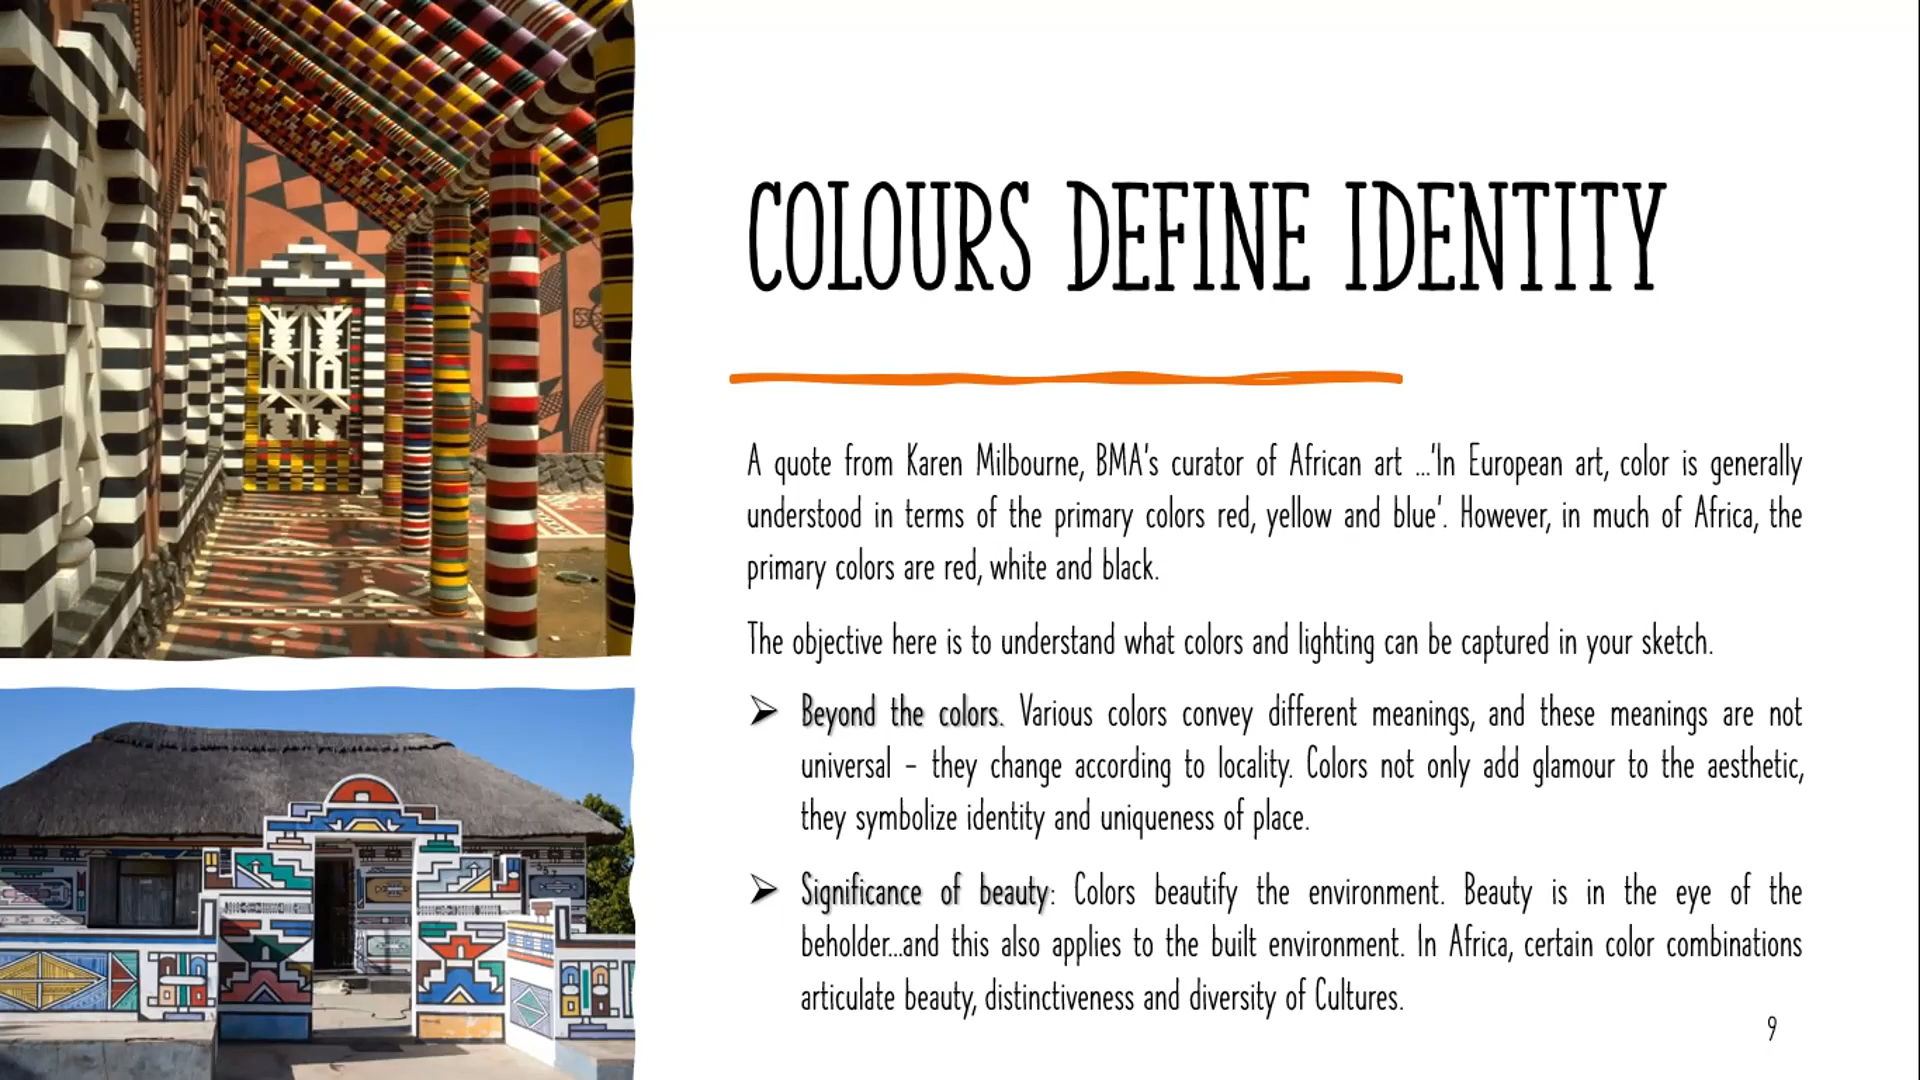 COLOURS DEFINE IDENTITY
A quote from Karen Milbourne, BMA's curator of African art ...'In European art, color is generally
understood in terms of the primary colors red, yellow and blue'. However, in much of Africa, the
primary colors are red, white and black.
The objective here is to understand what colors and lighting can be captured in your sketch.
➢ Beyond the colors. Various colors convey different meanings, and these meanings are not
universal – they change according to locality. Colors not only add glamour to the aesthetic,
they symbolize identity and uniqueness of place.
➢ Significance of beauty: Colors beautify the environment. Beauty is in the eye of the
beholder...and this also applies to the built environment. In Africa, certain color combinations
articulate beauty, distinctiveness and diversity of Cultures.
9